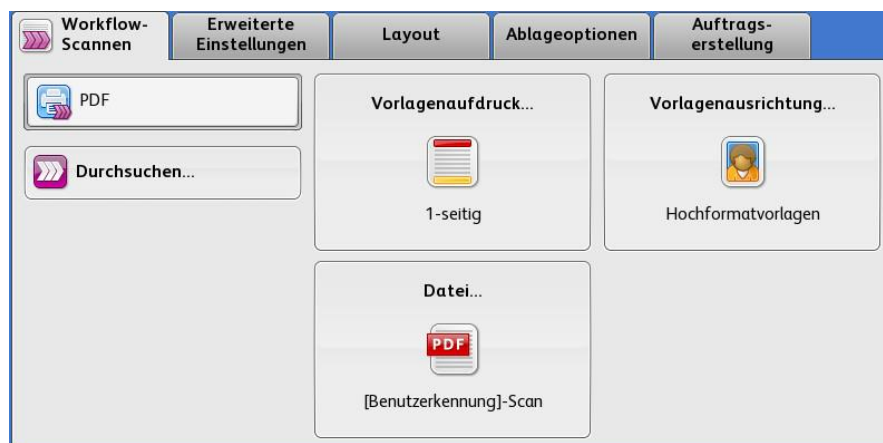 Workflow-
Scannen
Erweiterte
Einstellungen
Layout
Ablageoptionen
Auftrags-
erstellung
PDF
Durchsuchen...
Vorlagenaufdruck...
1-seitig
Vorlagenausrichtung...
Hochformatvorlagen
Datei...
PDF
[Benutzerkennung]-Scan